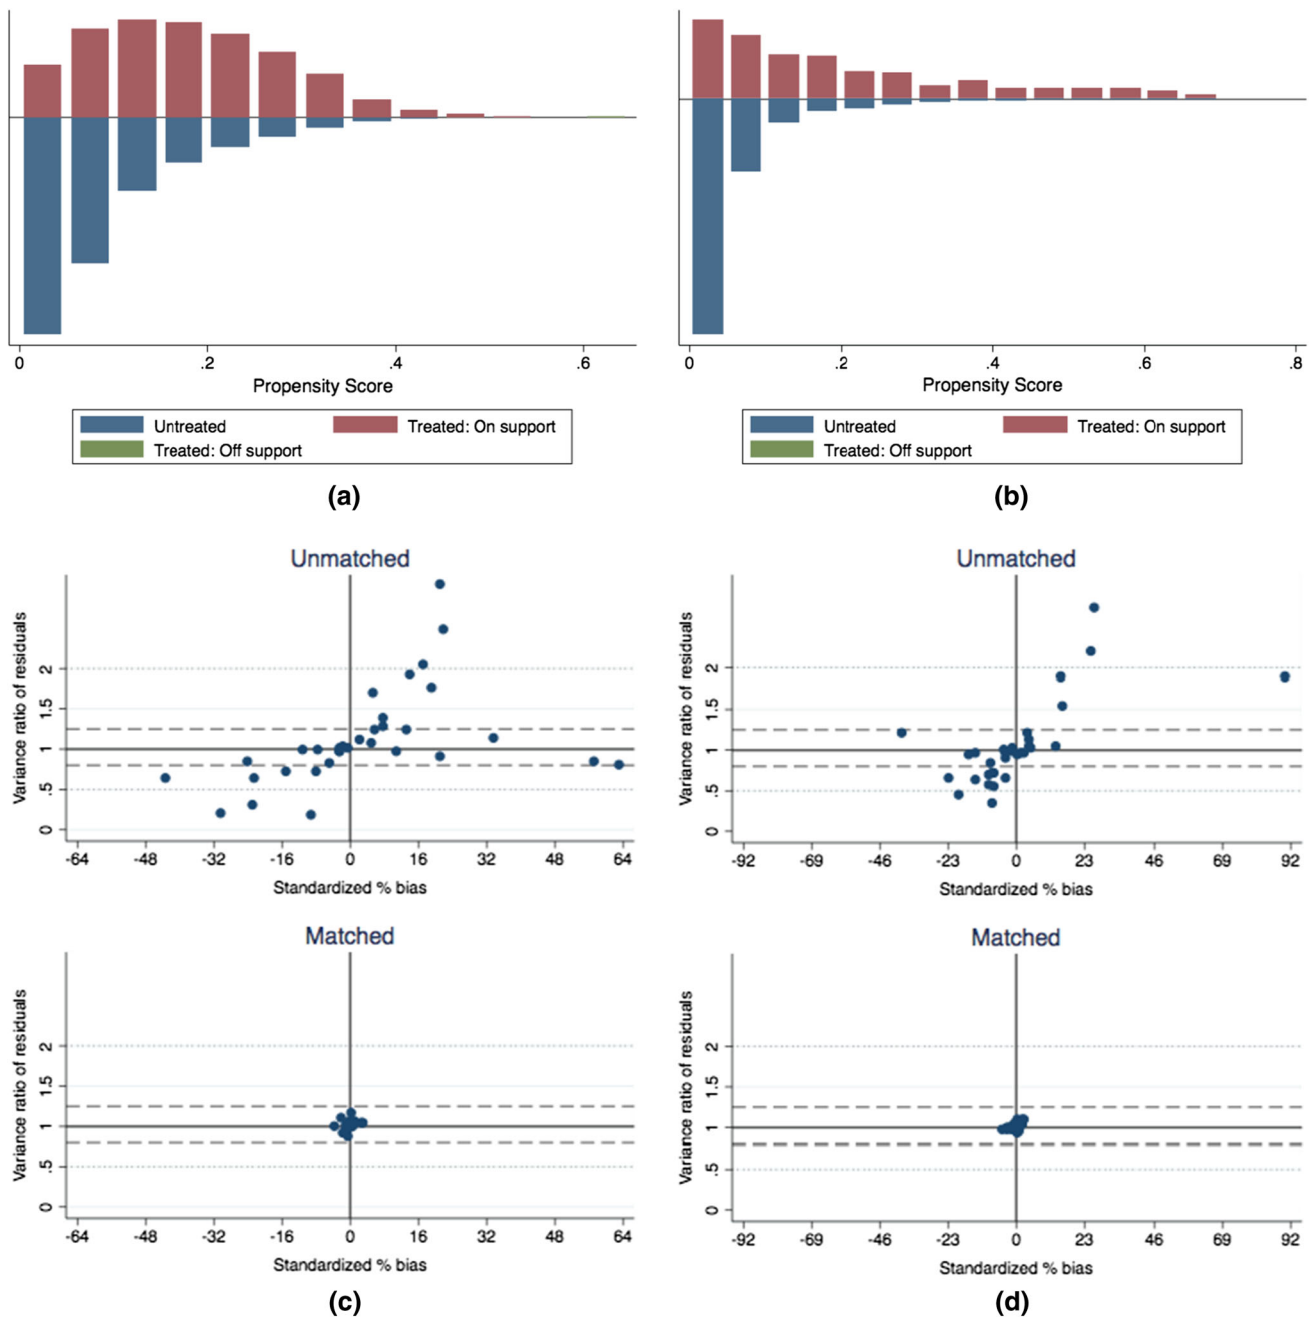 0 .2 .4 .6
Propensity Score
Untreated Treated: On support
Treated: Off support
(a)
0 .2 .4 .6 .8
Propensity Score
Untreated Treated: On support
Treated: Off support
(b)
Unmatched
Variance ratio of residuals
2
1.5
1
.5
0
-64 -48 -32 -16 0 16 32 48 64
Standardized % bias
Matched
Variance ratio of residuals
2
1.5
1
.5
0
-64 -48 -32 -16 0 16 32 48 64
Standardized % bias
(c)
Unmatched
Variance ratio of residuals
2
1.5
1
.5
0
-92 -69 -46 -23 0 23 46 69 92
Standardized % bias
Matched
Variance ratio of residuals
2
1.5
1
.5
0
-92 -69 -46 -23 0 23 46 69 92
Standardized % bias
(d)